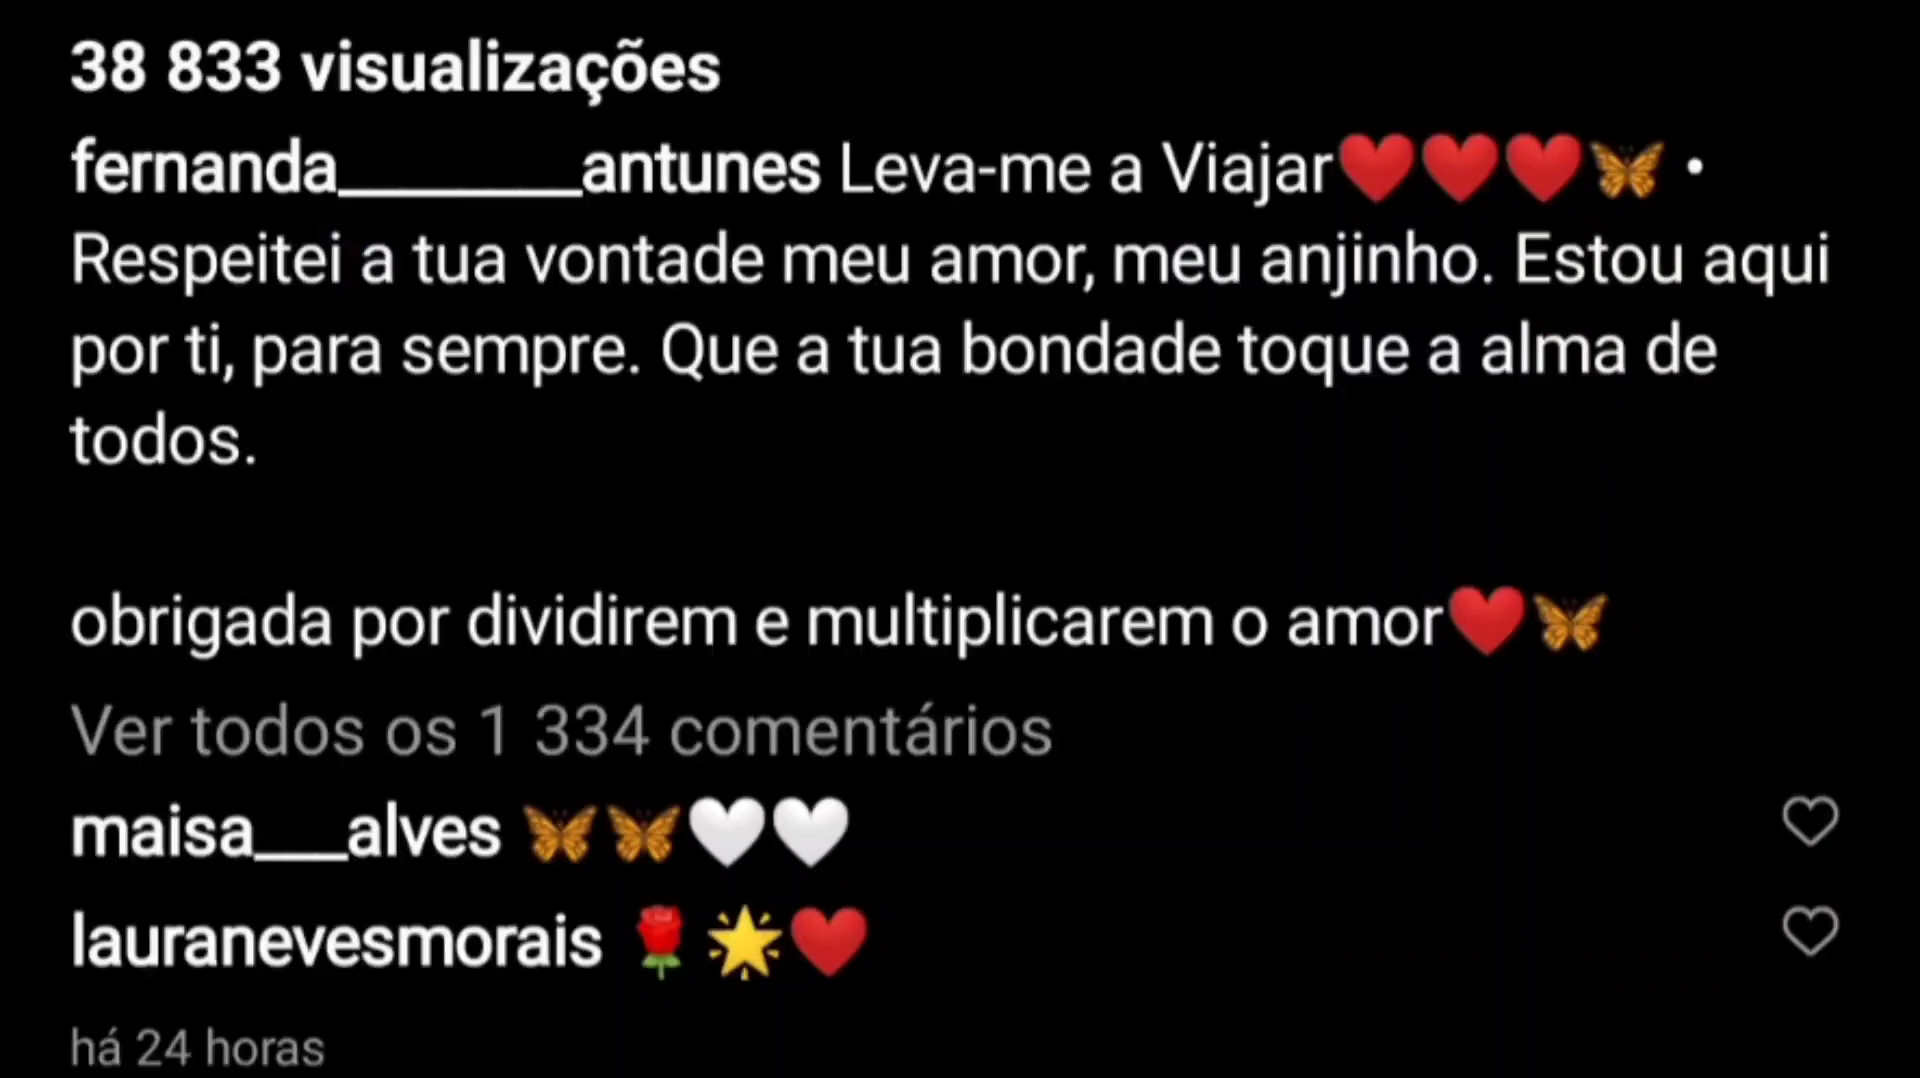 38 833 visualizações
fernanda________antunes Leva-me a Viajar❤️❤️❤️🦋 •
Respeitei a tua vontade meu amor, meu anjinho. Estou aqui
por ti, para sempre. Que a tua bondade toque a alma de
todos.
obrigada por dividirem e multiplicarem o amor❤️🦋
Ver todos os 1 334 comentários
maisa___alves 🦋🦋🤍🤍
lauranevesmorais 🌹🌟❤️
há 24 horas